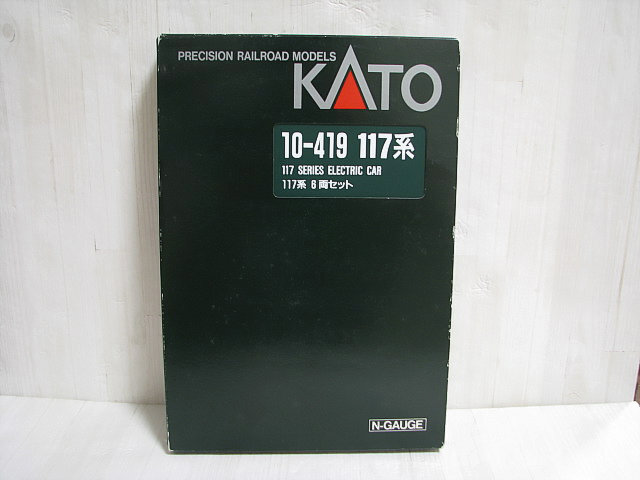 PRECISION RAILROAD MODELS
KATO
10-419 117系
117 SERIES ELECTRIC CAR
117系 6両セット
N-GAUGE